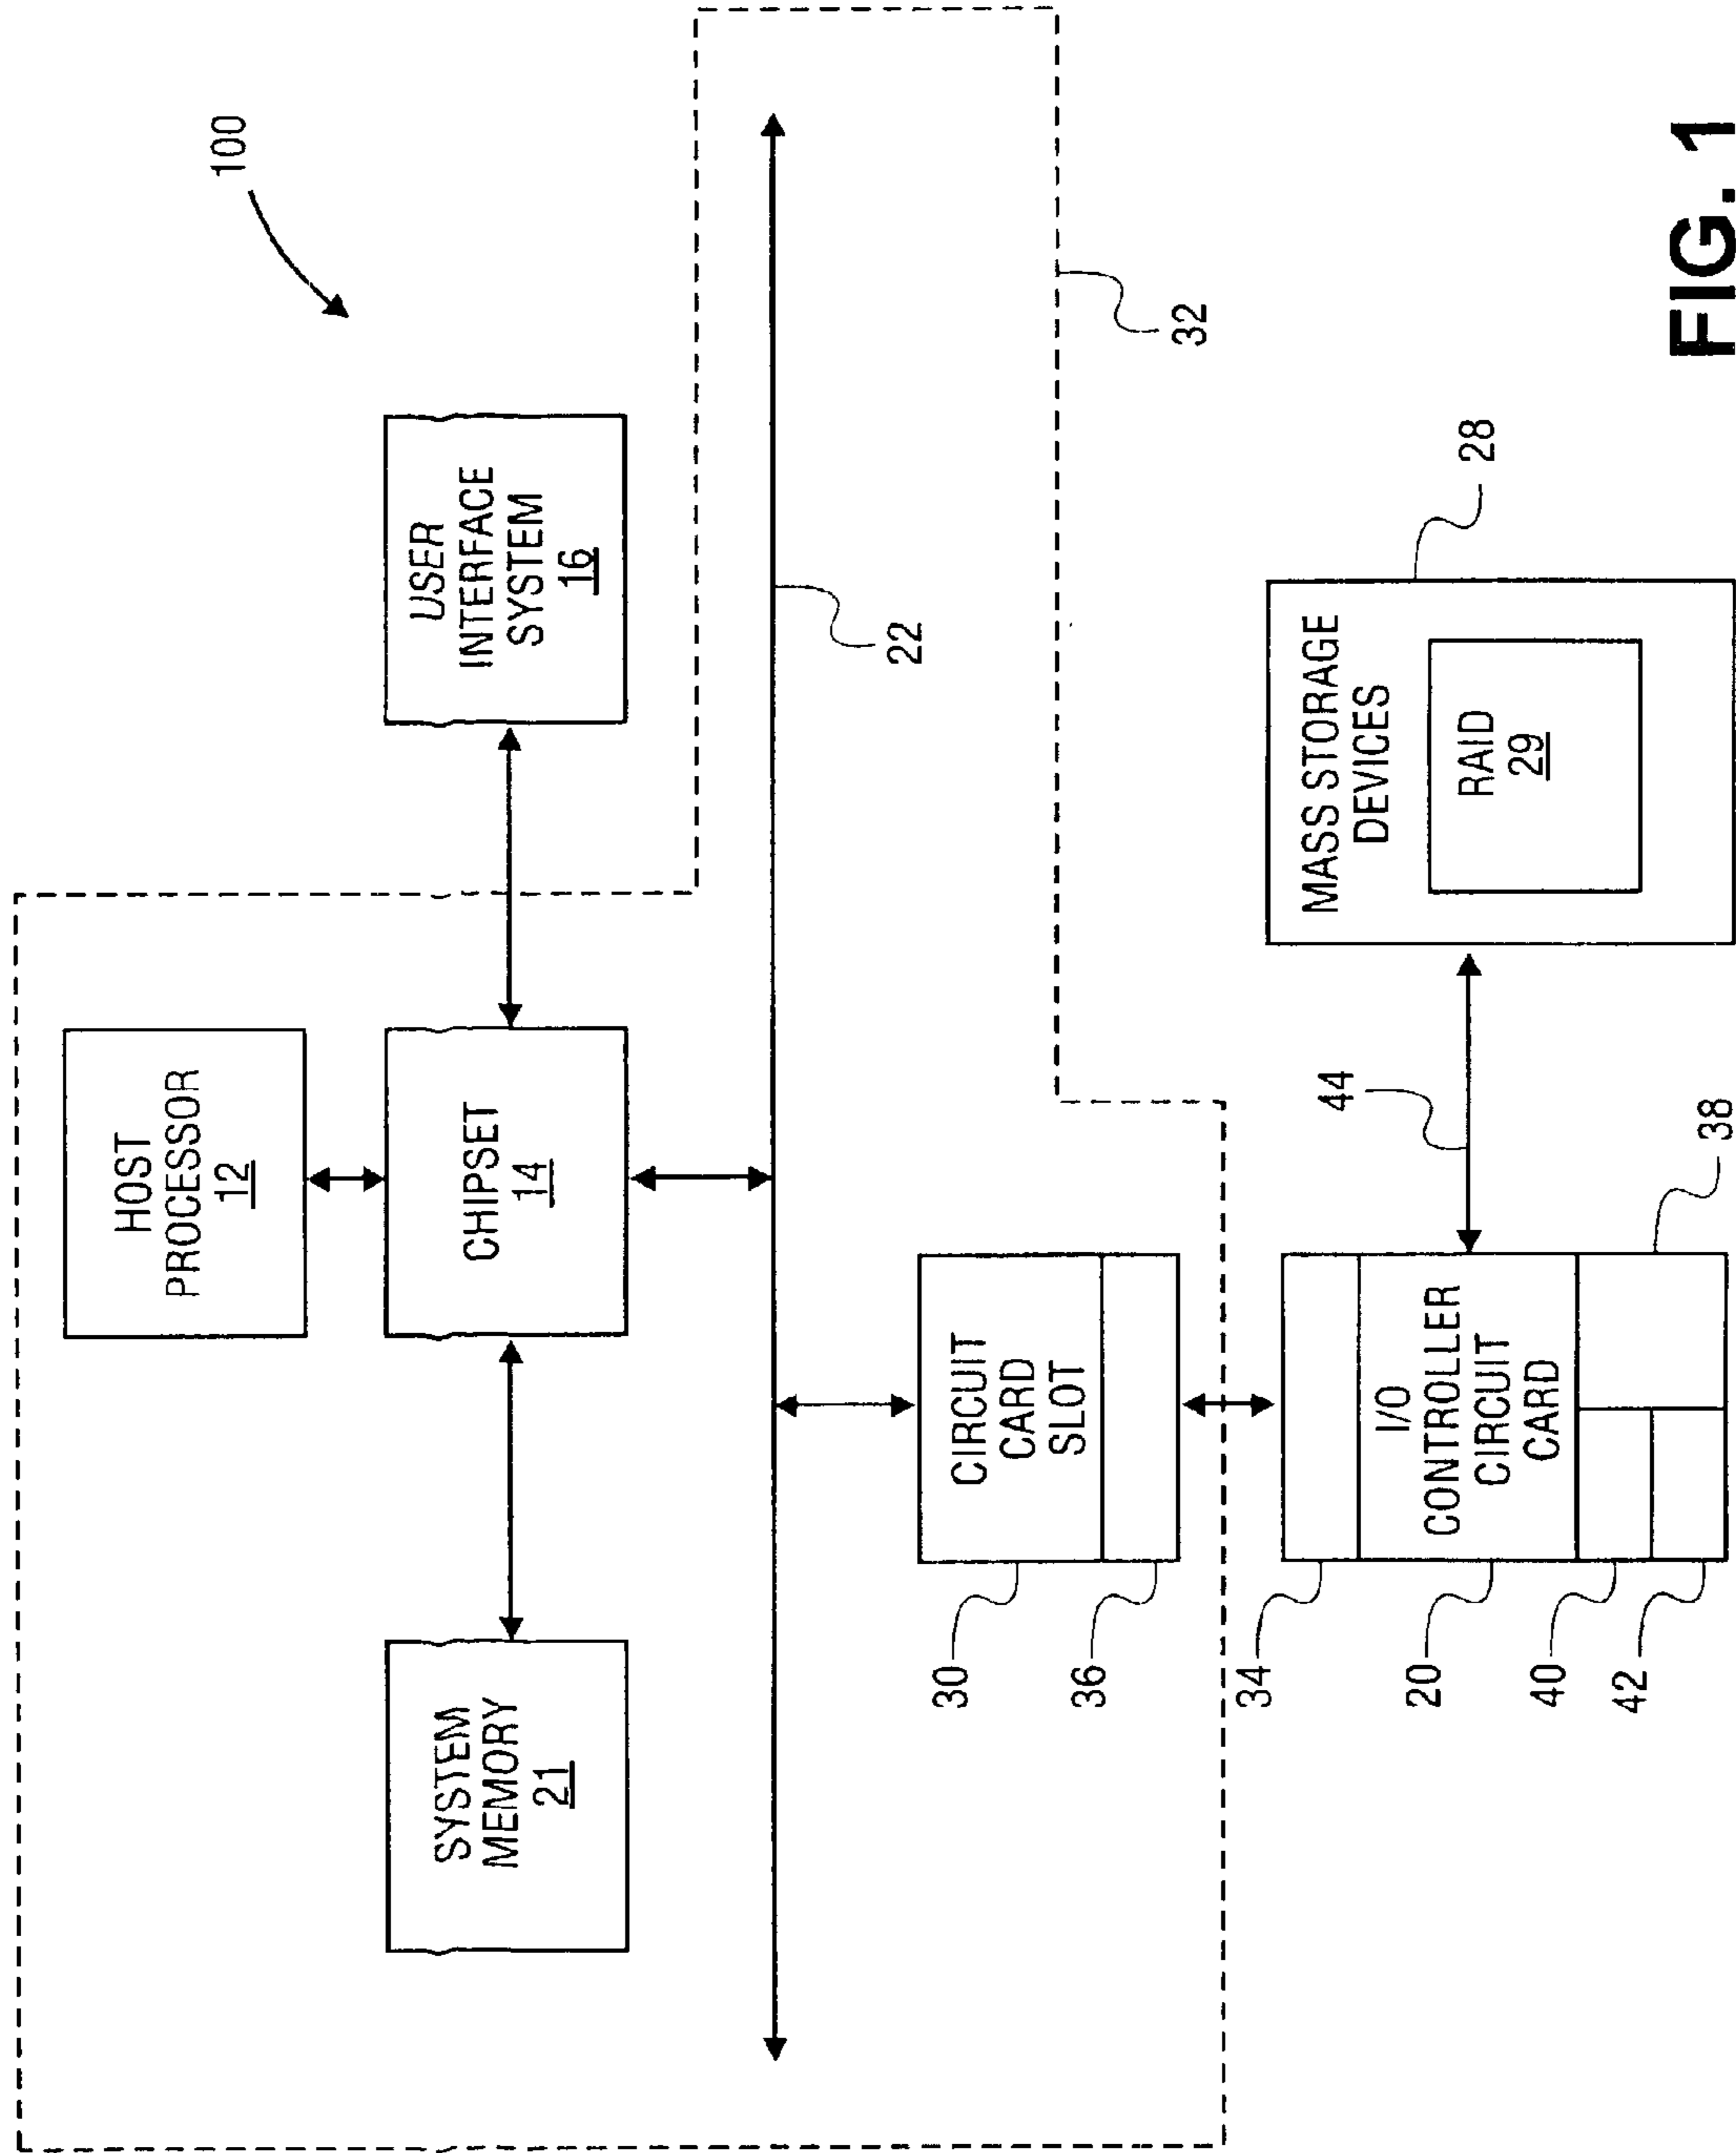 100
HOST
PROCESSOR
12
SYSTEM
MEMORY
21
CHIPSET
14
USER
INTERFACE
SYSTEM
16
22
32
CIRCUIT
CARD
SLOT
30
36
34
I/O
CONTROLLER
CIRCUIT
CARD
20
40
42
38
44
MASS STORAGE
DEVICES
RAID
29
28
FIG. 1